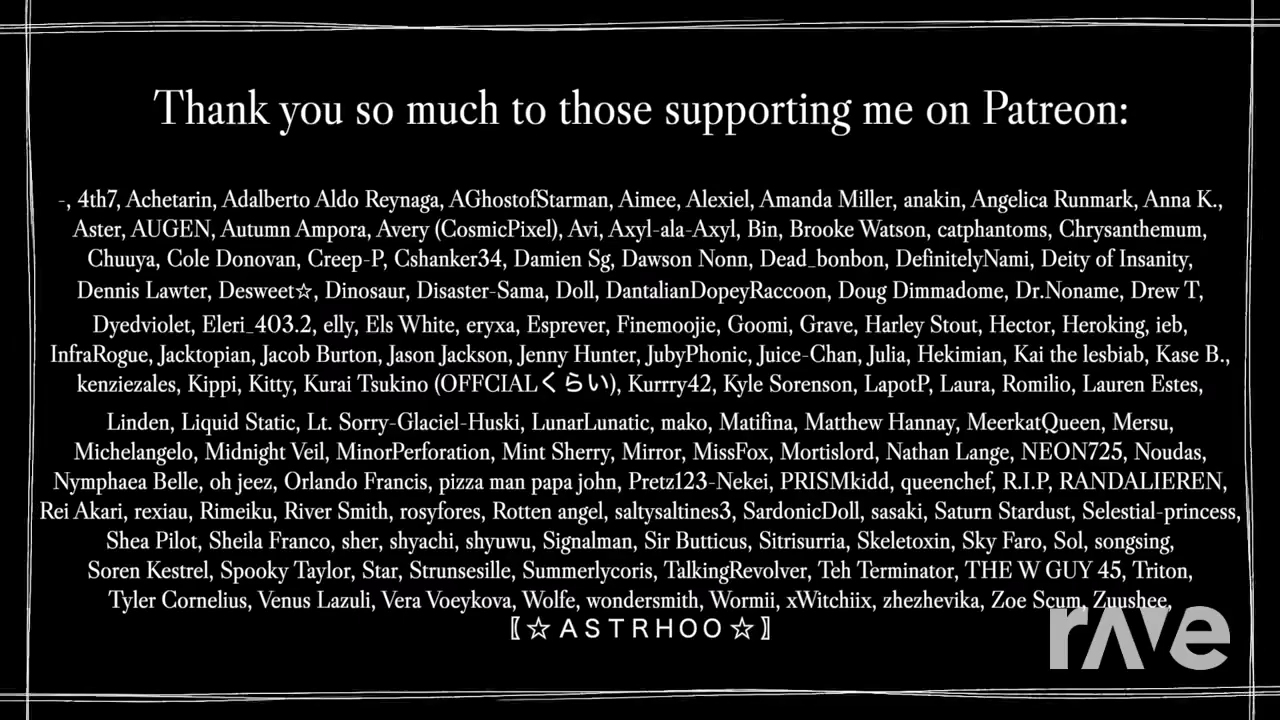 Thank you so much to those supporting me on Patreon:
-, 4th7, Achetarin, Adalberto Aldo Reynaga, AGhostofStarman, Aimee, Alexiel, Amanda Miller, anakin, Angelica Runmark, Anna K.,
Aster, AUGEN, Autumn Ampora, Avery (CosmicPixel), Avi, Axyl-ala-Axyl, Bin, Brooke Watson, catphantoms, Chrysanthemum,
Chuuya, Cole Donovan, Creep-P, Cshanker34, Damien Sg, Dawson Nonn, Dead_bonbon, DefinitelyNami, Deity of Insanity,
Dennis Lawter, Desweet☆, Dinosaur, Disaster-Sama, Doll, DantalianDopeyRaccoon, Doug Dimmadome, Dr.Noname, Drew T,
Dyedviolet, Eleri_403.2, elly, Els White, eryxa, Esprever, Finemoojie, Goomi, Grave, Harley Stout, Hector, Heroking, ieb,
InfraRogue, Jacktopian, Jacob Burton, Jason Jackson, Jenny Hunter, JubyPhonic, Juice-Chan, Julia, Hekimian, Kai the lesbiab, Kase B.,
kenziezales, Kippi, Kitty, Kurai Tsukino (OFFCIALくらい), Kurrry42, Kyle Sorenson, LapotP, Laura, Romilio, Lauren Estes,
Linden, Liquid Static, Lt. Sorry-Glaciel-Huski, LunarLunatic, mako, Matifina, Matthew Hannay, MeerkatQueen, Mersu,
Michelangelo, Midnight Veil, MinorPerforation, Mint Sherry, Mirror, MissFox, Mortislord, Nathan Lange, NEON725, Noudas,
Nymphaea Belle, oh jeez, Orlando Francis, pizza man papa john, Pretz123-Nekei, PRISMkidd, queenchef, R.I.P, RANDALIEREN,
Rei Akari, rexiau, Rimeiku, River Smith, rosyfores, Rotten angel, saltysaltines3, SardonicDoll, sasaki, Saturn Stardust, Selestial-princess,
Shea Pilot, Sheila Franco, sher, shyachi, shyuwu, Signalman, Sir Butticus, Sitrisurria, Skeletoxin, Sky Faro, Sol, songsing,
Soren Kestrel, Spooky Taylor, Star, Strunsesille, Summerlycoris, TalkingRevolver, Teh Terminator, THE W GUY 45, Triton,
Tyler Cornelius, Venus Lazuli, Vera Voeykova, Wolfe, wondersmith, Wormii, xWitchiix, zhezhevika, Zoe Scum, Zuushee,
〖☆ A S T R H O O ☆〗
rave